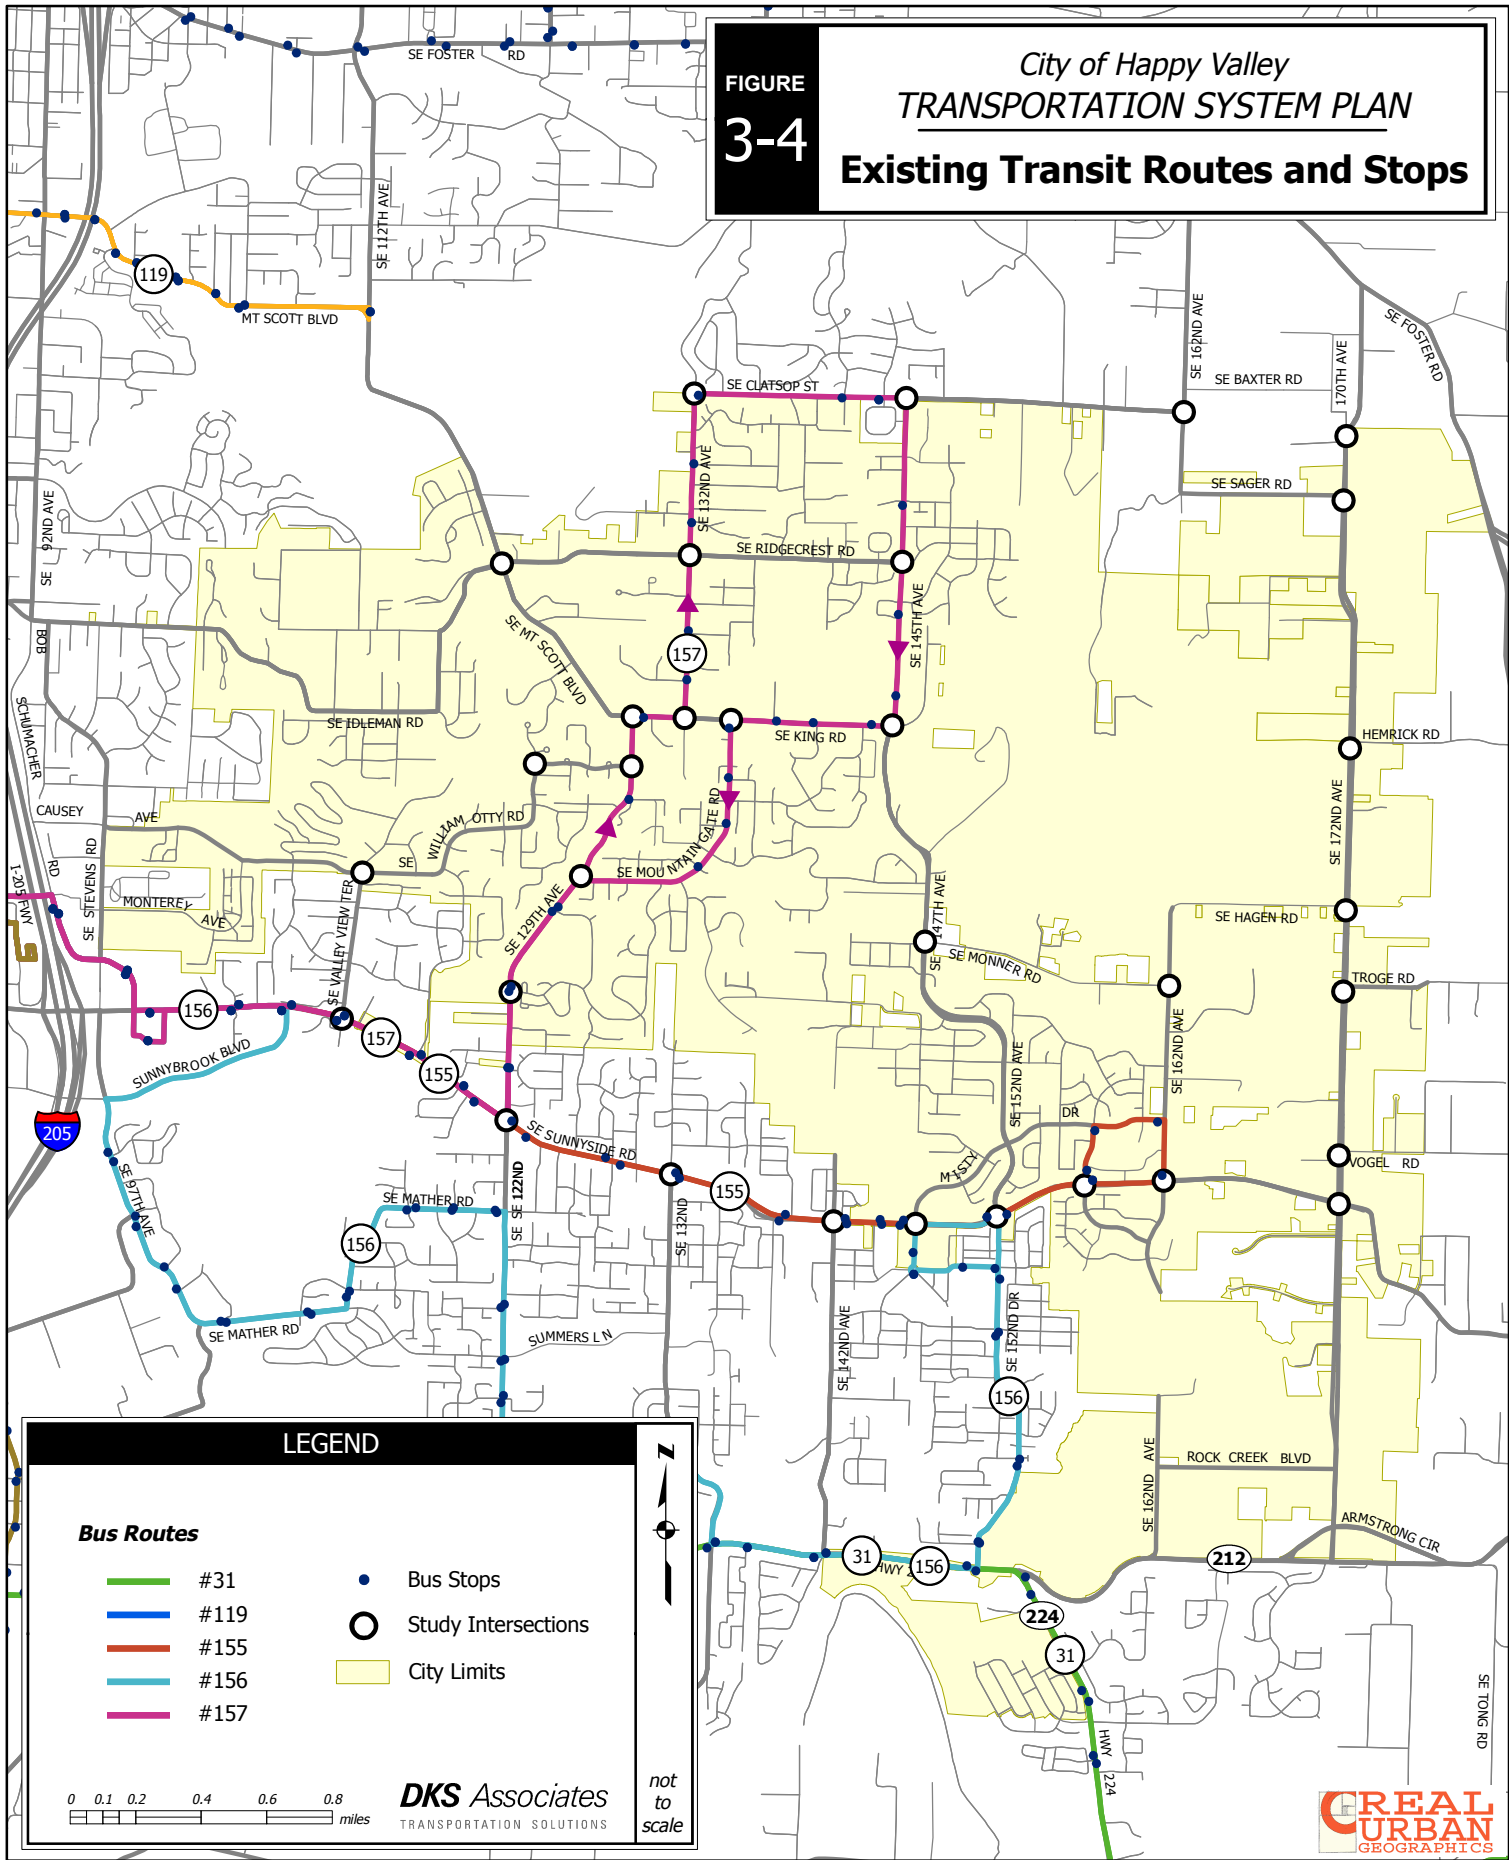 FIGURE
3-4
City of Happy Valley
TRANSPORTATION SYSTEM PLAN
Existing Transit Routes and Stops
SE FOSTER RD
SE 112TH AVE
119
MT SCOTT BLVD
SE 162ND AVE
SE FOSTER RD
170TH AVE
SE BAXTER RD
SE CLATSOP ST
SE 132ND AVE
SE SAGER RD
SE 92ND AVE
SE RIDGECREST RD
SE 145TH AVE
SE MT SCOTT BLVD
157
BOB
SCHUMACHER
RD
SE IDLEMAN RD
SE KING RD
HEMRICK RD
SE 172ND AVE
CAUSEY AVE
SE WILLIAM OTTY RD
SE MOUNTAIN GATE RD
I-205 FWY
SE STEVENS RD
MONTEREY AVE
SE VALLEY VIEW TER
SE 129TH AVE
SE 147TH AVE
SE HAGEN RD
SE MONNER RD
TROGE RD
156
157
155
SUNNYBROOK BLVD
SE 152ND AVE
SE 162ND AVE
205
MISTY DR
SE SUNNYSIDE RD
VOGEL RD
SE 97TH AVE
SE MATHER RD
SE SE 122ND
155
SE 132ND
156
SE MATHER RD
SUMMERS LN
SE 142ND AVE
SE 152ND DR
156
ROCK CREEK BLVD
SE 162ND AVE
ARMSTRONG CIR
31
HWY 2
156
212
224
31
HWY 224
SE TONG RD
LEGEND
Bus Routes
#31
#119
#155
#156
#157
Bus Stops
Study Intersections
City Limits
0 0.1 0.2 0.4 0.6 0.8
miles
DKS Associates
TRANSPORTATION SOLUTIONS
Z
not
to
scale
REAL
URBAN
GEOGRAPHICS